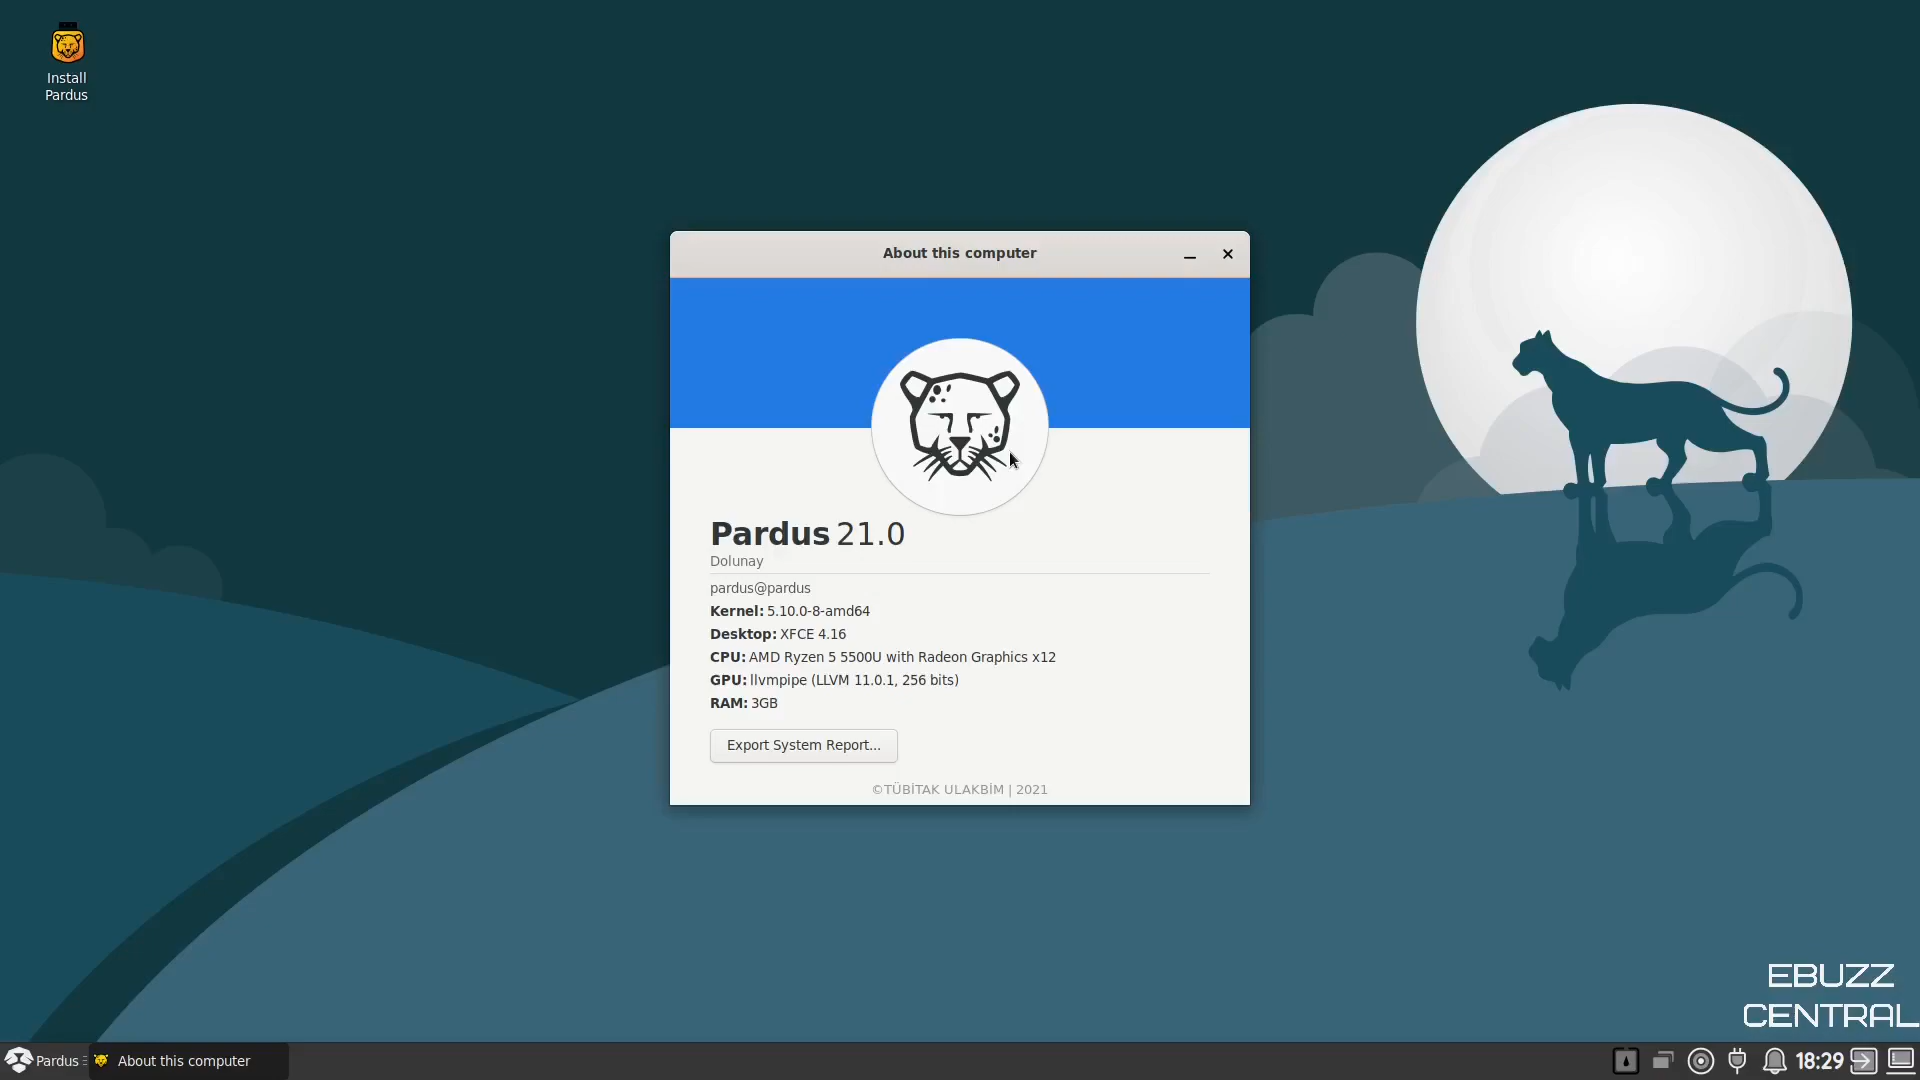 Install
Pardus
About this computer
Pardus 21.0
Dolunay
pardus@pardus
Kernel: 5.10.0-8-amd64
Desktop: XFCE 4.16
CPU: AMD Ryzen 5 5500U with Radeon Graphics x12
GPU: llvmpipe (LLVM 11.0.1, 256 bits)
RAM: 3GB
Export System Report...
©TÜBİTAK ULAKBİM | 2021
EBUZZ
CENTRAL
Pardus
About this computer
18:29